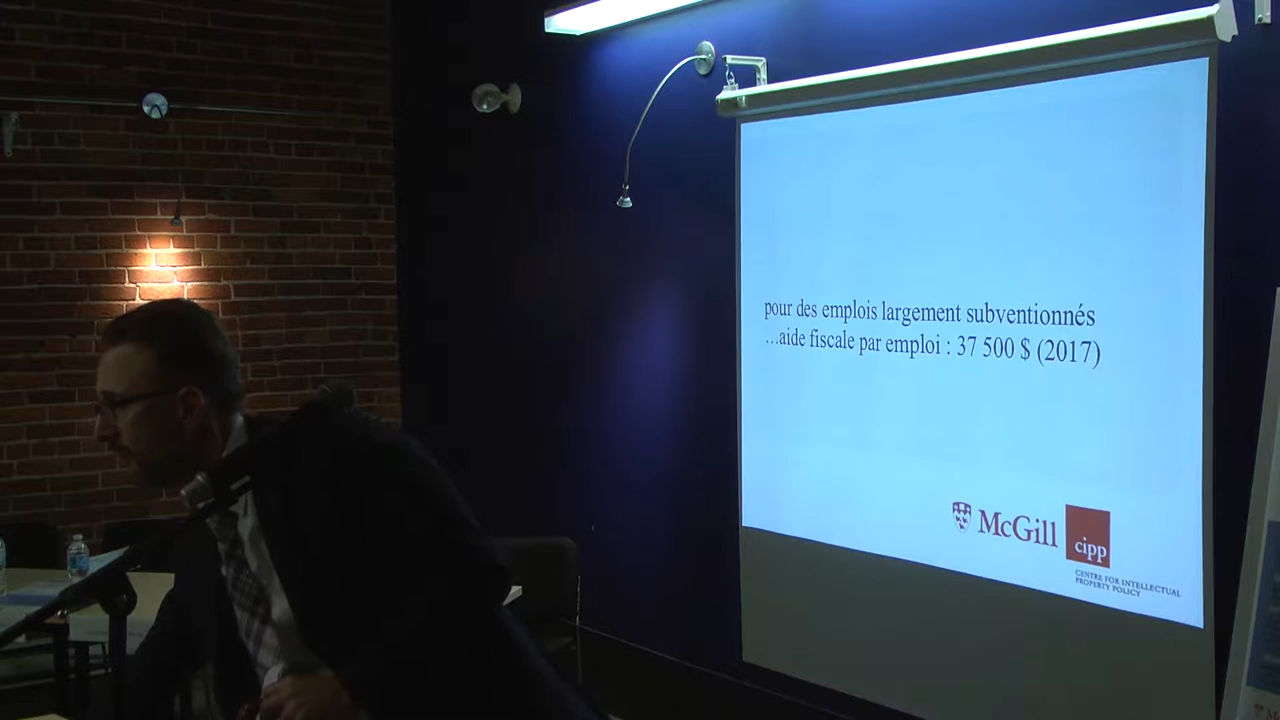 pour des emplois largement subventionnés
…aide fiscale par emploi : 37 500 $ (2017)
McGill
cipp
CENTRE FOR INTELLECTUAL
PROPERTY POLICY